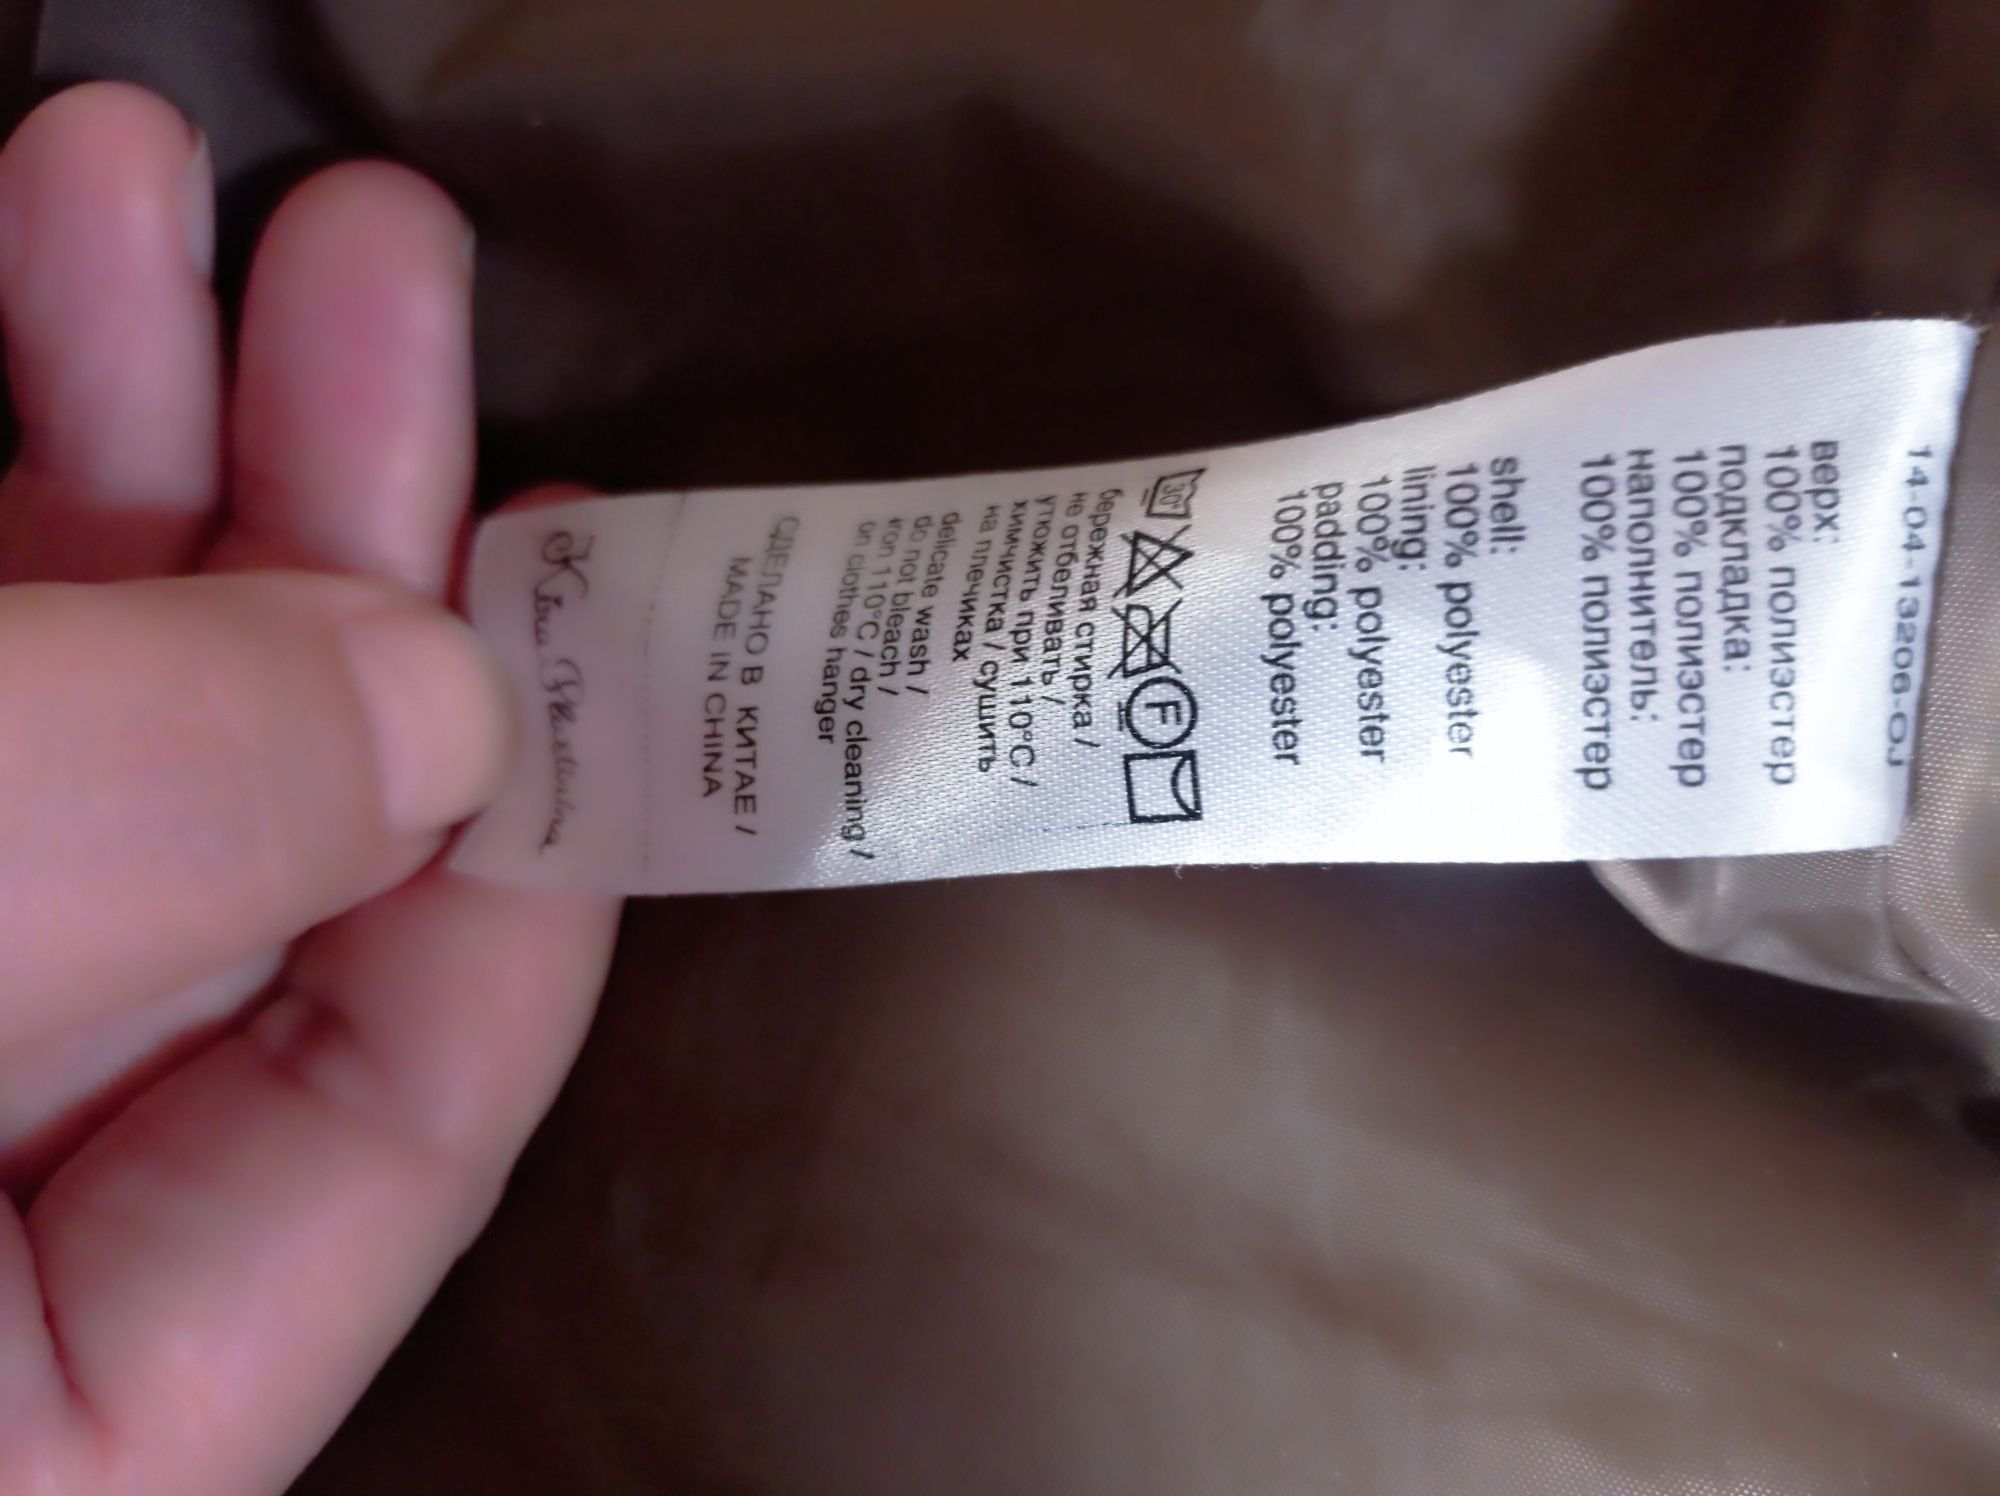 14-04-13206-OJ
верх:
100% полиэстер
подкладка:
100% полиэстер
наполнитель:
100% полиэстер
shell:
100% polyester
lining:
100% polyester
padding:
100% polyester
30°
F
бережная стирка /
не отбеливать /
утюжить при 110°C /
химчистка / сушить
на плечиках
delicate wash /
do not bleach /
iron 110°C / dry cleaning /
on clothes hanger
СДЕЛАНО В КИТАЕ /
MADE IN CHINA
Kira Plastinina